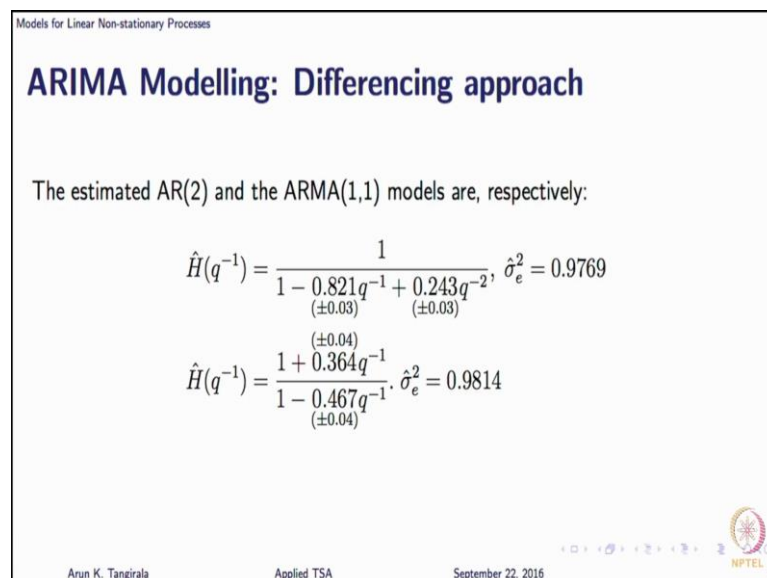 Models for Linear Non-stationary Processes
ARIMA Modelling: Differencing approach
The estimated AR(2) and the ARMA(1,1) models are, respectively:
Ĥ(q⁻¹) = 1 / (1 − 0.821q⁻¹ + 0.243q⁻²), σ̂²ₑ = 0.9769
(±0.03) (±0.03)
(±0.04)
Ĥ(q⁻¹) = (1 + 0.364q⁻¹) / (1 − 0.467q⁻¹). σ̂²ₑ = 0.9814
(±0.04)
Arun K. Tangirala Applied TSA September 22, 2016
NPTEL